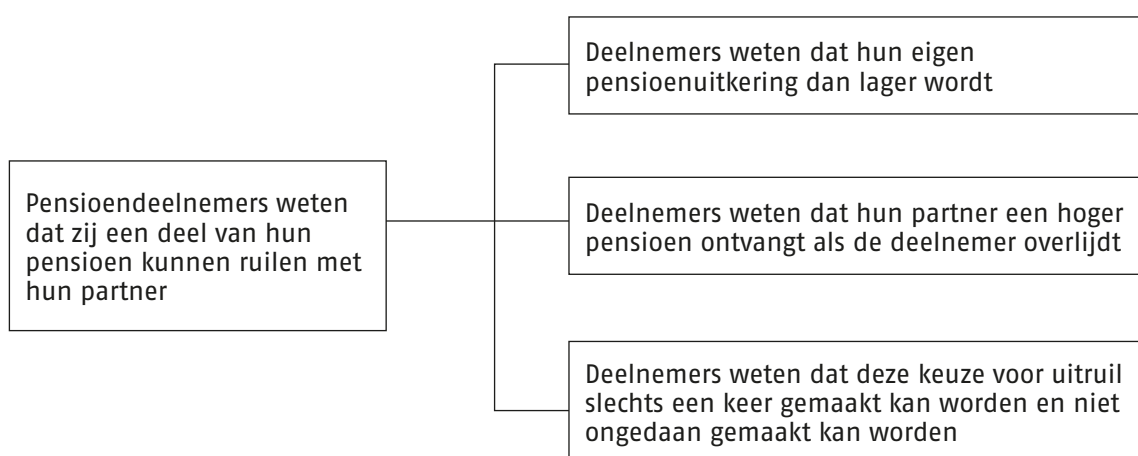 Deelnemers weten dat hun eigen
pensioenuitkering dan lager wordt
Pensioendeelnemers weten
dat zij een deel van hun
pensioen kunnen ruilen met
hun partner
Deelnemers weten dat hun partner een hoger
pensioen ontvangt als de deelnemer overlijdt
Deelnemers weten dat deze keuze voor uitruil
slechts een keer gemaakt kan worden en niet
ongedaan gemaakt kan worden